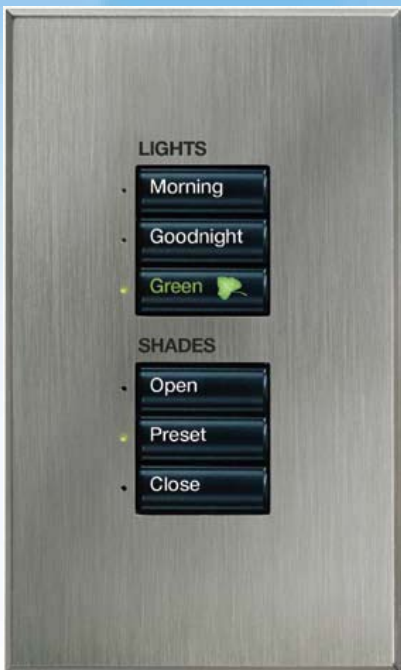 LIGHTS
Morning
Goodnight
Green
SHADES
Open
Preset
Close